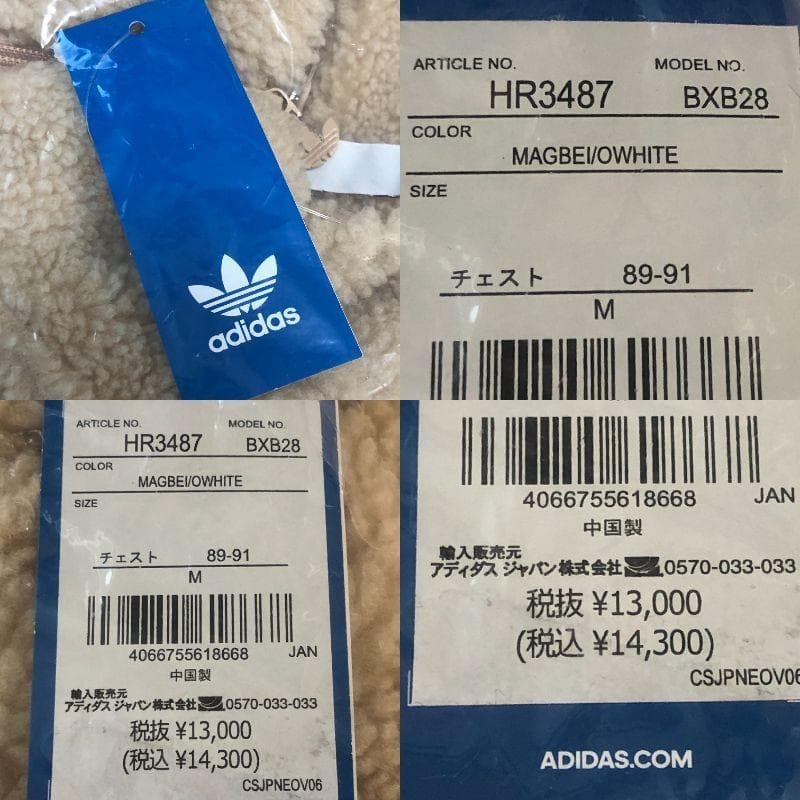 adidas
ARTICLE NO. MODEL NO.
HR3487 BXB28
COLOR
MAGBEI/OWHITE
SIZE
チェスト 89-91
M
ARTICLE NO. MODEL NO.
HR3487 BXB28
COLOR
MAGBEI/OWHITE
SIZE
チェスト 89-91
M
4066755618668 JAN
中国製
輸入販売元
アディダス ジャパン株式会社 0570-033-033
税抜 ¥13,000
(税込 ¥14,300)
CSJPNEOV06
4066755618668 JAN
中国製
輸入販売元
アディダス ジャパン株式会社 0570-033-033
税抜 ¥13,000
(税込 ¥14,300)
CSJPNEOV06
ADIDAS.COM